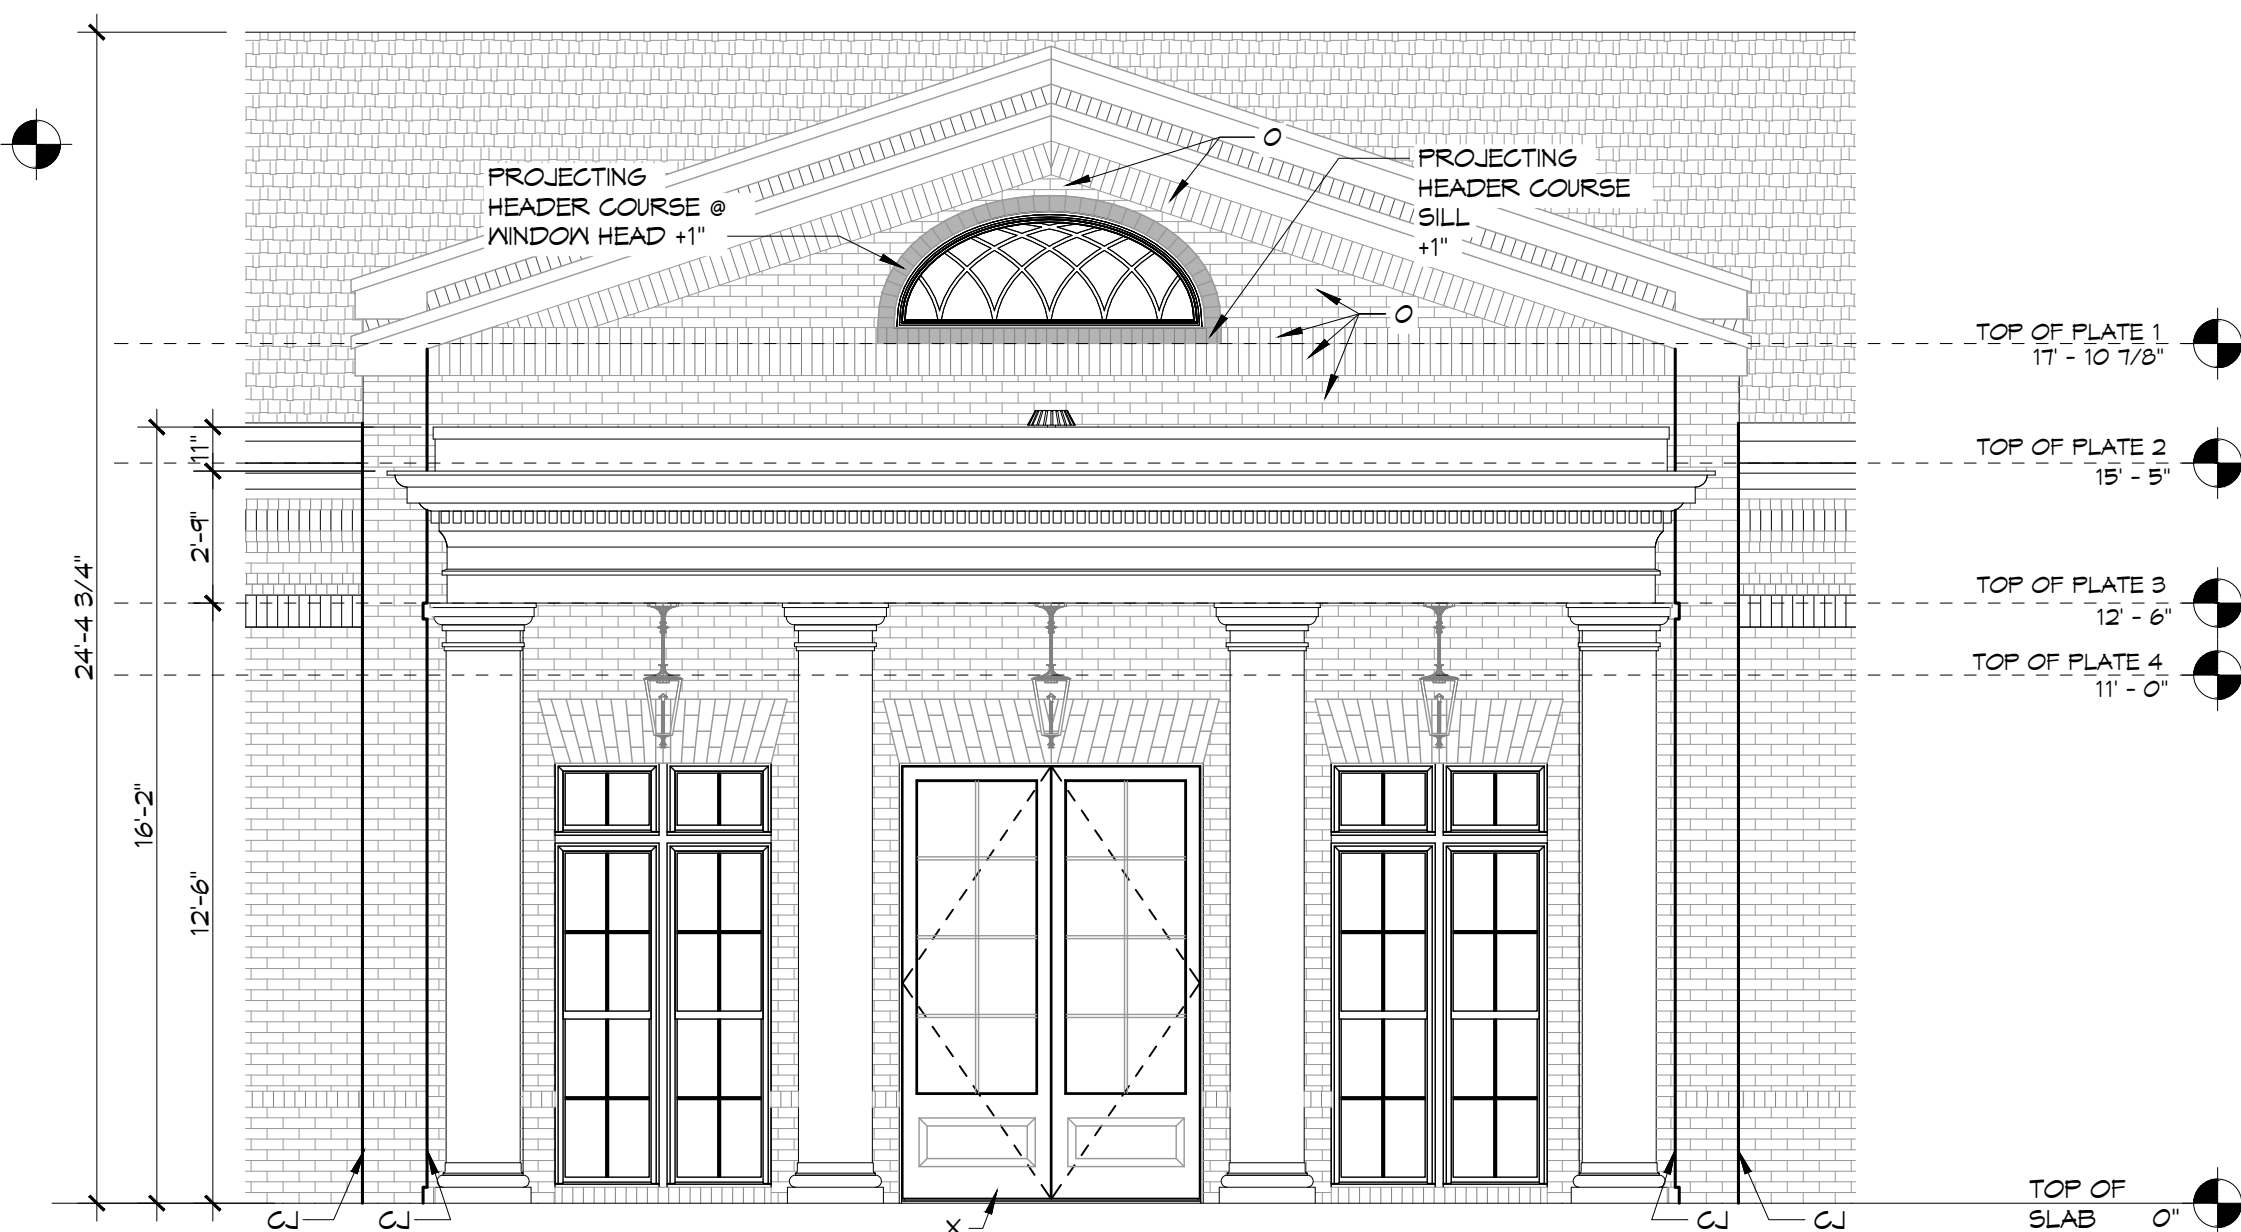 O
PROJECTING
HEADER COURSE @
WINDOW HEAD +1"
PROJECTING
HEADER COURSE
SILL
+1"
O
TOP OF PLATE 1
17' - 10 7/8"
TOP OF PLATE 2
15' - 5"
TOP OF PLATE 3
12' - 6"
TOP OF PLATE 4
11' - 0"
11"
2'-9"
24'-4 3/4"
16'-2"
12'-6"
CJ
CJ
X
CJ
CJ
TOP OF
SLAB 0"